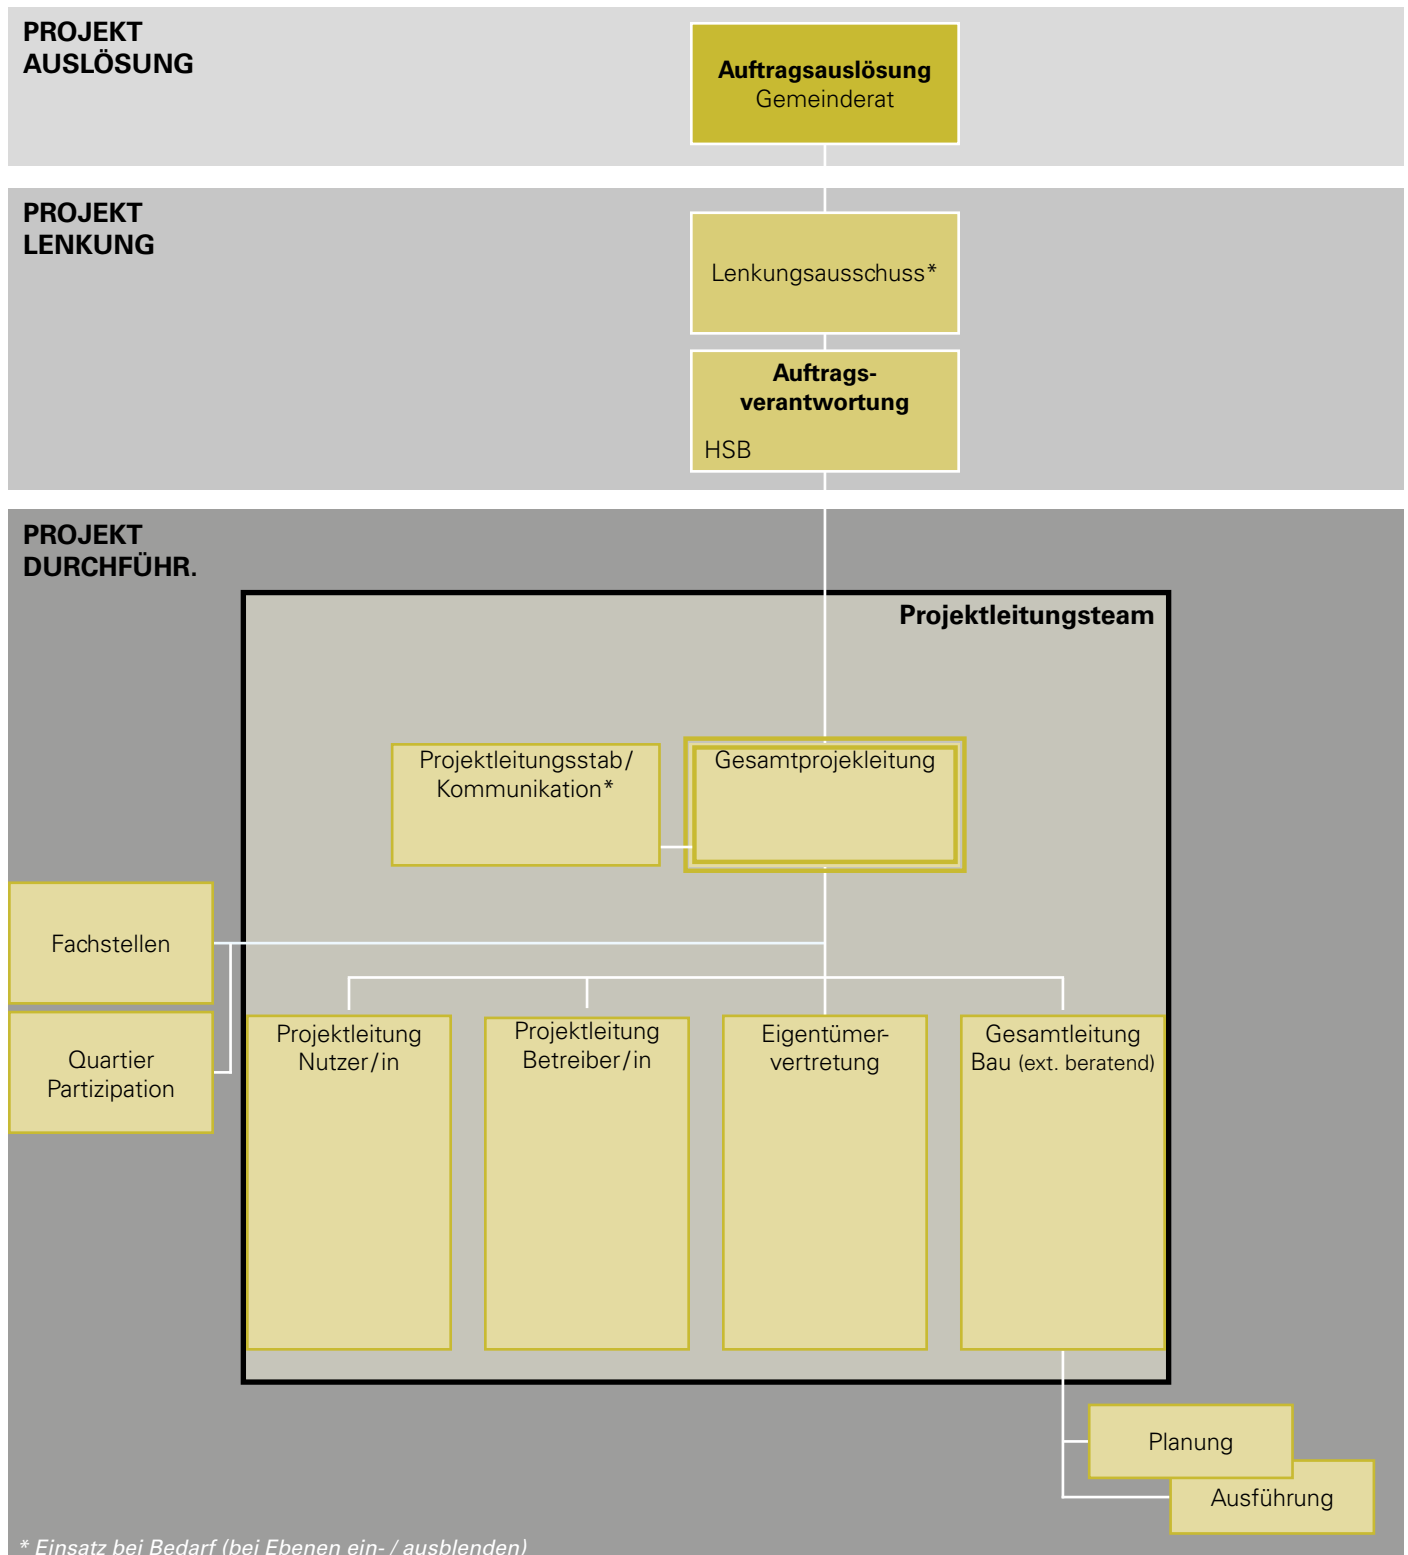 PROJEKT
AUSLÖSUNG
Auftragsauslösung
Gemeinderat
PROJEKT
LENKUNG
Lenkungsausschuss*
Auftrags-
verantwortung
HSB
PROJEKT
DURCHFÜHR.
Projektleitungsteam
Projektleitungsstab/
Kommunikation*
Gesamtprojekleitung
Fachstellen
Quartier
Partizipation
Projektleitung
Nutzer/in
Projektleitung
Betreiber/in
Eigentümer-
vertretung
Gesamtleitung
Bau (ext. beratend)
Planung
Ausführung
* Einsatz bei Bedarf (bei Ebenen ein- / ausblenden)